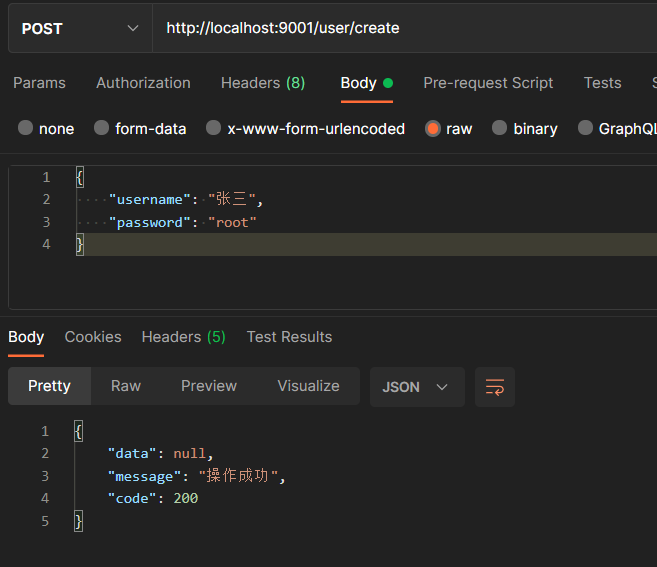 POST http://localhost:9001/user/create
Params Authorization Headers (8) Body Pre-request Script Tests S
none form-data x-www-form-urlencoded raw binary GraphQL
1 {
2 "username": "张三",
3 "password": "root"
4 }
Body Cookies Headers (5) Test Results
Pretty Raw Preview Visualize JSON
1 {
2 "data": null,
3 "message": "操作成功",
4 "code": 200
5 }